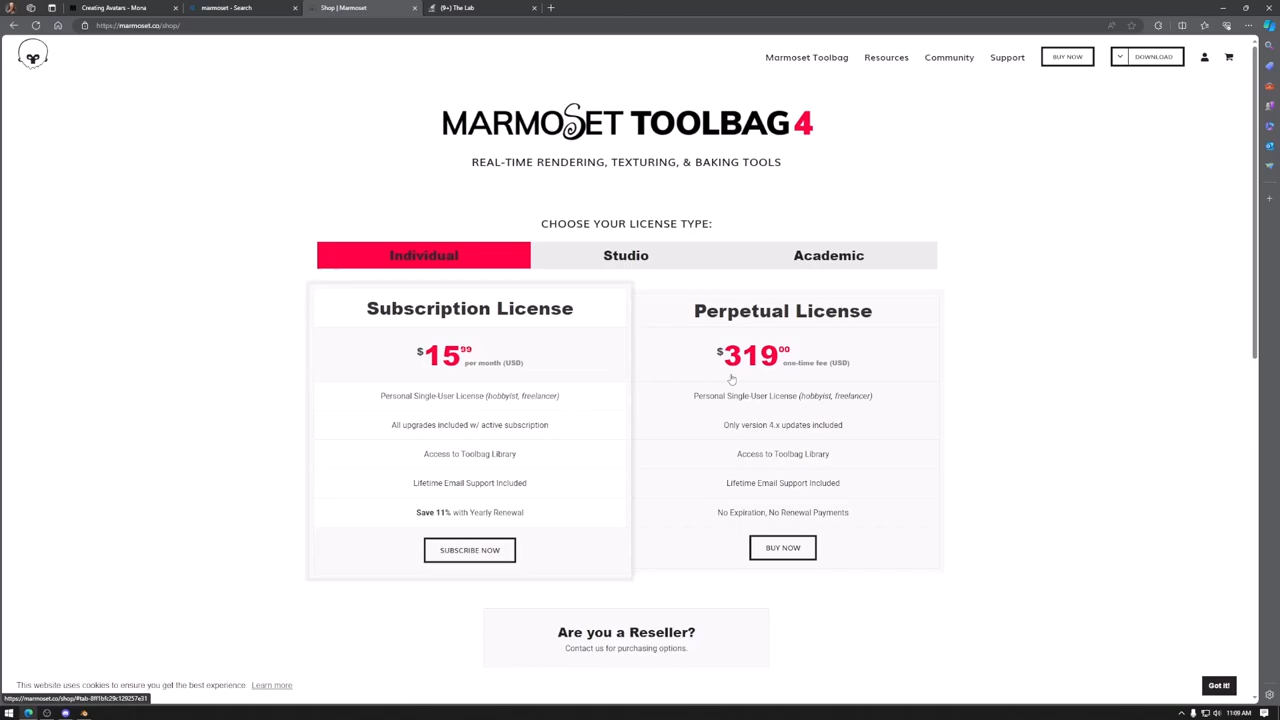 Creating Avatars - Mona
marmoset - Search
Shop | Marmoset
(9+) The Lab
https://marmoset.co/shop/
Marmoset Toolbag
Resources
Community
Support
BUY NOW
DOWNLOAD
MARMOSET TOOLBAG 4
REAL-TIME RENDERING, TEXTURING, & BAKING TOOLS
CHOOSE YOUR LICENSE TYPE:
Individual
Studio
Academic
Subscription License
$15.99 per month (USD)
Personal Single-User License (hobbyist, freelancer)
All upgrades included w/ active subscription
Access to Toolbag Library
Lifetime Email Support Included
Save 11% with Yearly Renewal
SUBSCRIBE NOW
Perpetual License
$319.00 one-time fee (USD)
Personal Single-User License (hobbyist, freelancer)
Only version 4.x updates included
Access to Toolbag Library
Lifetime Email Support Included
No Expiration, No Renewal Payments
BUY NOW
Are you a Reseller?
Contact us for purchasing options.
This website uses cookies to ensure you get the best experience. Learn more
Got it!
11:09 AM